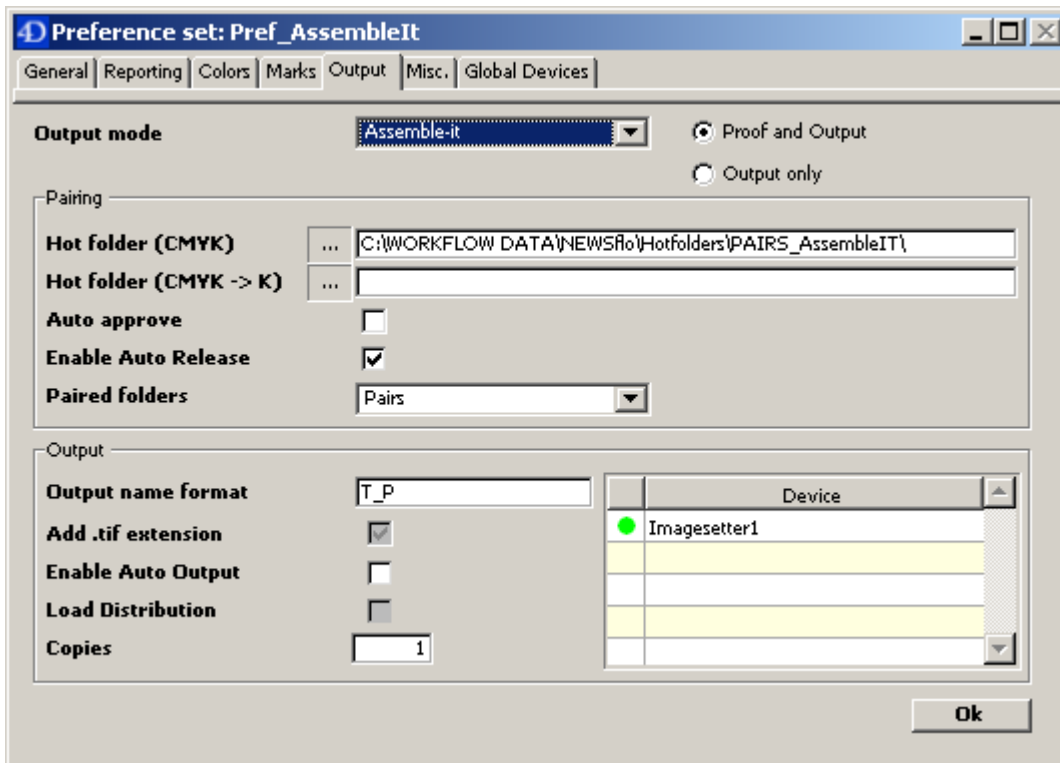 4D Preference set: Pref_AssembleIt
General Reporting Colors Marks Output Misc. Global Devices
Output mode Assemble-it Proof and Output
Output only
Pairing
Hot folder (CMYK) ... C:\WORKFLOW DATA\NEWSflo\Hotfolders\PAIRS_AssembleIT\
Hot folder (CMYK -> K) ...
Auto approve
Enable Auto Release
Paired folders Pairs
Output
Output name format T_P Device
Add .tif extension Imagesetter1
Enable Auto Output
Load Distribution
Copies 1
Ok